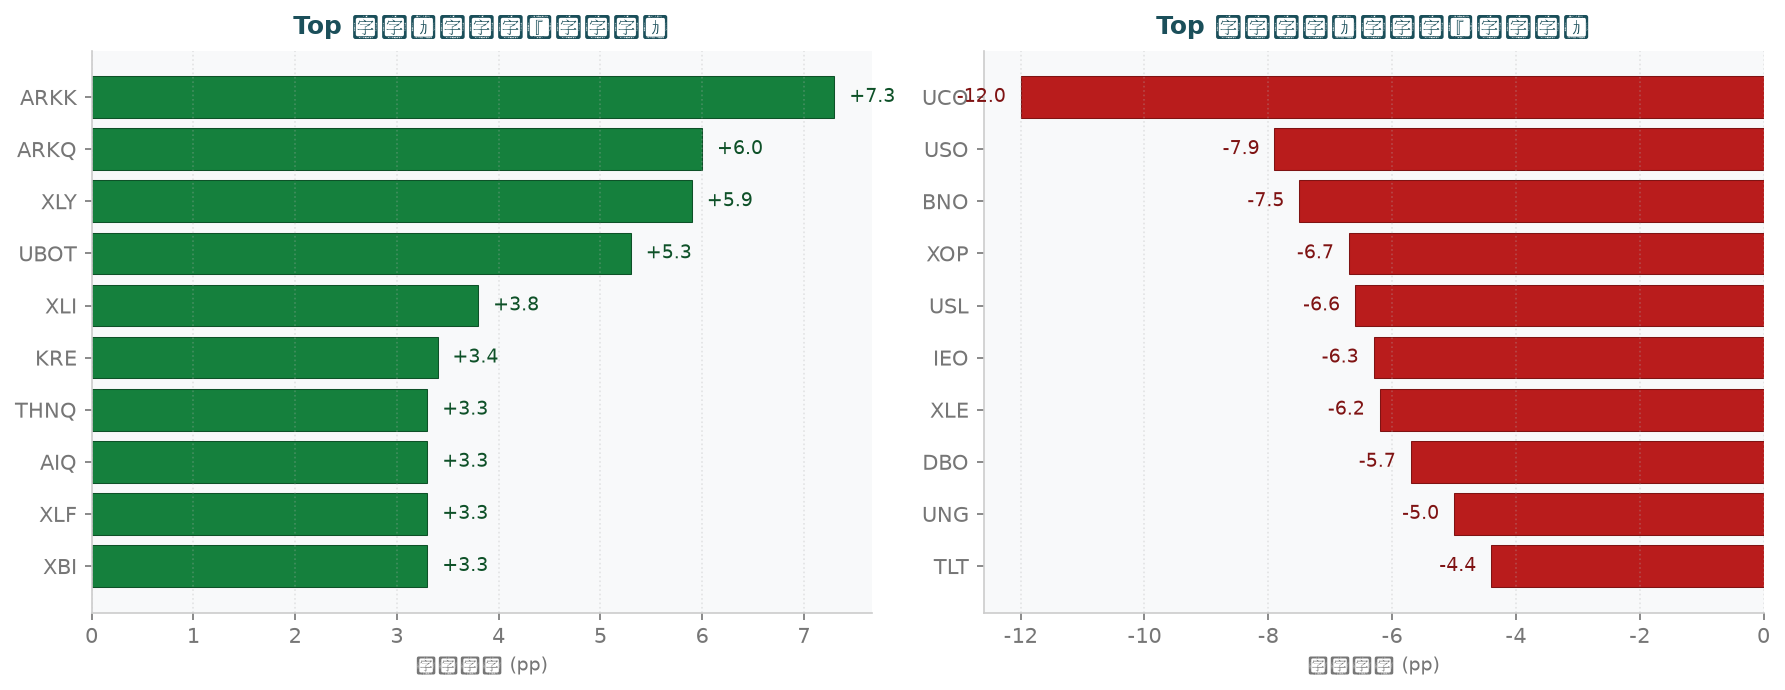 Top
ARKK +7.3
ARKQ +6.0
XLY +5.9
UBOT +5.3
XLI +3.8
KRE +3.4
THNQ +3.3
AIQ +3.3
XLF +3.3
XBI +3.3
0 1 2 3 4 5 6 7
(pp)
Top
UCO -12.0
USO -7.9
BNO -7.5
XOP -6.7
USL -6.6
IEO -6.3
XLE -6.2
DBO -5.7
UNG -5.0
TLT -4.4
-12 -10 -8 -6 -4 -2 0
(pp)